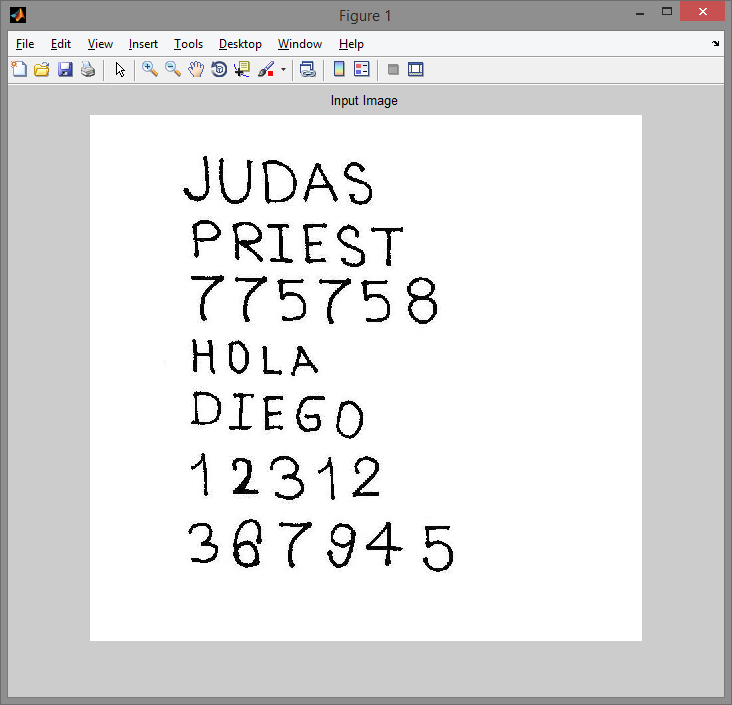 Figure 1
File Edit View Insert Tools Desktop Window Help
Input Image
JUDAS
PRIEST
775758
HOLA
DIEGO
12312
367945